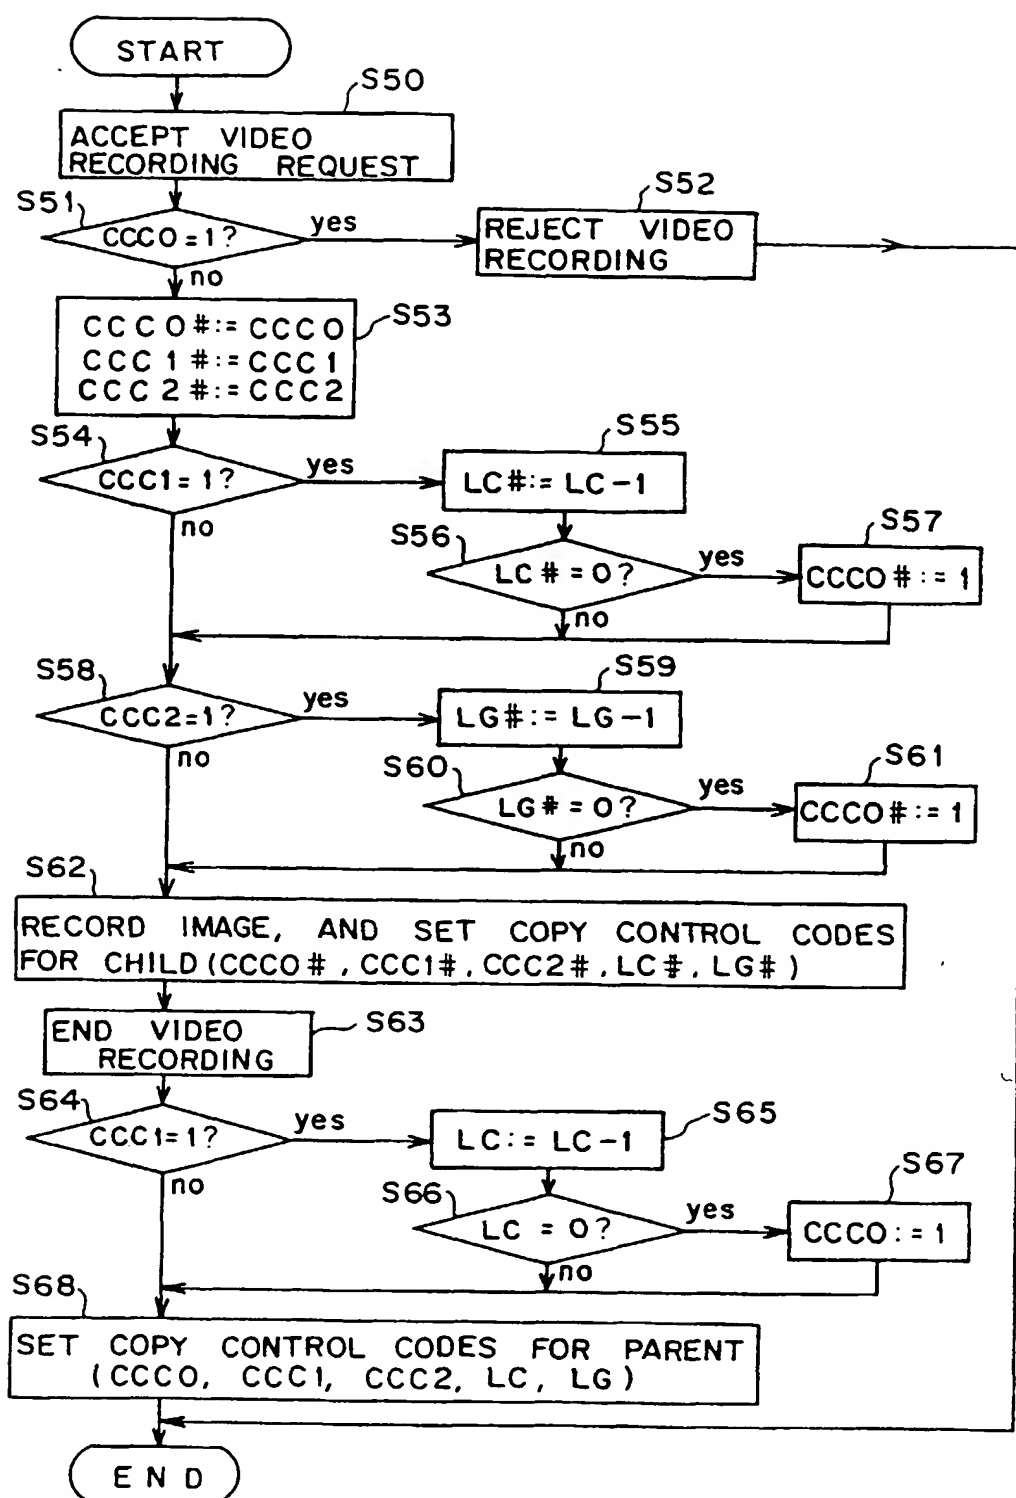 START
S50
ACCEPT VIDEO
RECORDING REQUEST
S51
CCC0=1?
yes
no
S52
REJECT VIDEO
RECORDING
S53
CCC0#:=CCC0
CCC1#:=CCC1
CCC2#:=CCC2
S54
CCC1=1?
yes
no
S55
LC#:=LC-1
S56
LC#=0?
yes
no
S57
CCC0#:=1
S58
CCC2=1?
yes
no
S59
LG#:=LG-1
S60
LG#=0?
yes
no
S61
CCC0#:=1
S62
RECORD IMAGE, AND SET COPY CONTROL CODES
FOR CHILD (CCC0#, CCC1#, CCC2#, LC#, LG#)
S63
END VIDEO
RECORDING
S64
CCC1=1?
yes
no
S65
LC:=LC-1
S66
LC=0?
yes
no
S67
CCC0:=1
S68
SET COPY CONTROL CODES FOR PARENT
(CCC0, CCC1, CCC2, LC, LG)
END